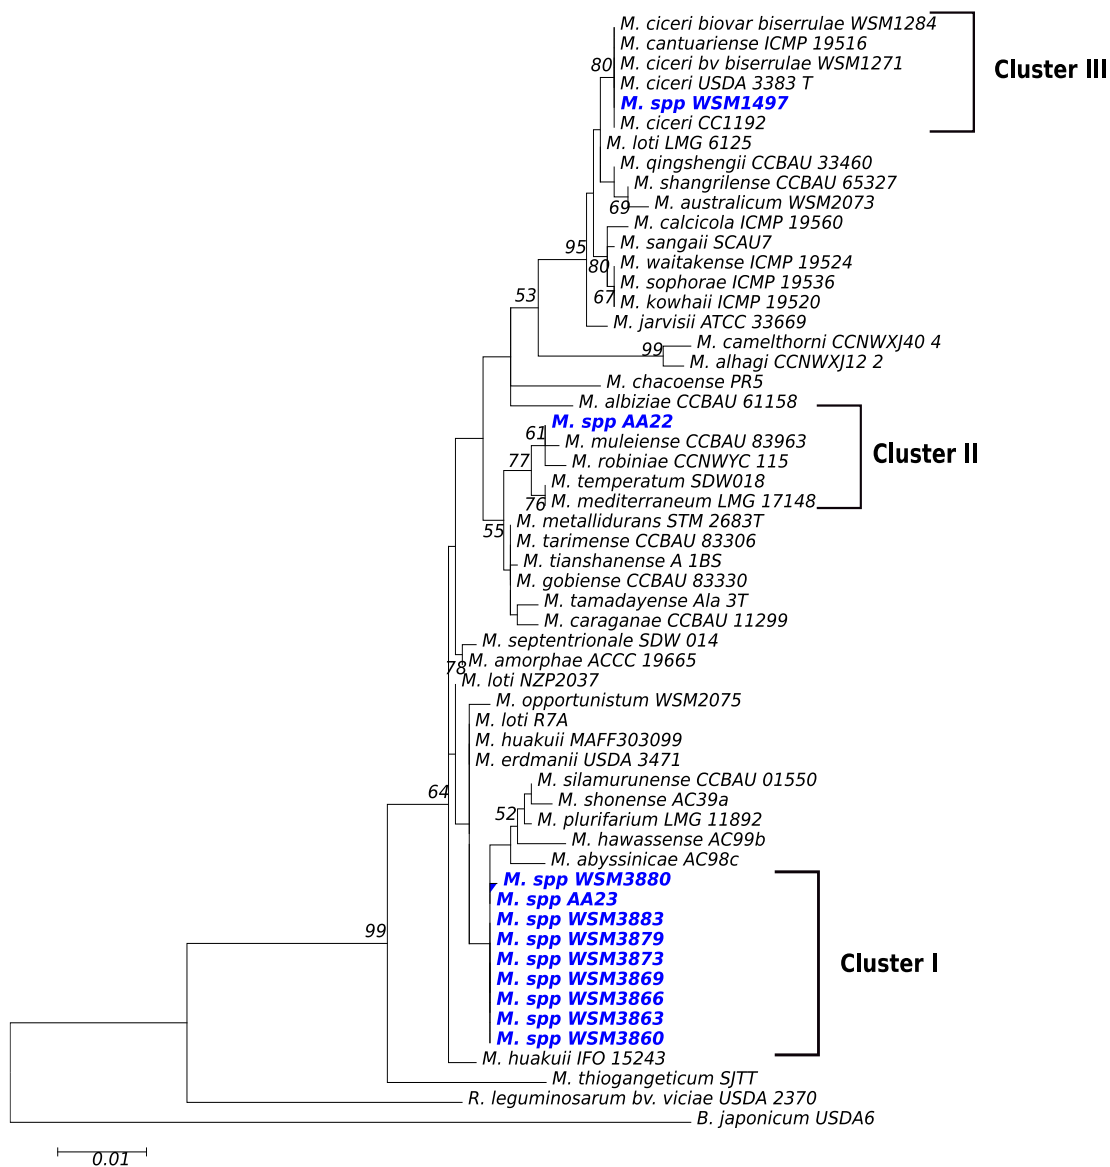 M. ciceri biovar biserrulae WSM1284
M. cantuariense ICMP 19516
M. ciceri bv biserrulae WSM1271
80
Cluster III
M. ciceri USDA 3383 T
M. spp WSM1497
M. ciceri CC1192
M. loti LMG 6125
M. qingshengii CCBAU 33460
M. shangrilense CCBAU 65327
M. australicum WSM2073
69
M. calcicola ICMP 19560
M. sangaii SCAU7
95
M. waitakense ICMP 19524
80
M. sophorae ICMP 19536
67
M. kowhaii ICMP 19520
53
M. jarvisii ATCC 33669
M. camelthorni CCNWXJ40 4
99
M. alhagi CCNWXJ12 2
M. chacoense PR5
M. albiziae CCBAU 61158
M. spp AA22
61
M. muleiense CCBAU 83963
Cluster II
77
M. robiniae CCNWYC 115
M. temperatum SDW018
M. mediterraneum LMG 17148
76
M. metallidurans STM 2683T
55
M. tarimense CCBAU 83306
M. tianshanense A 1BS
M. gobiense CCBAU 83330
M. tamadayense Ala 3T
M. caraganae CCBAU 11299
M. septentrionale SDW 014
M. amorphae ACCC 19665
78
M. loti NZP2037
M. opportunistum WSM2075
M. loti R7A
M. huakuii MAFF303099
M. erdmanii USDA 3471
M. silamurunense CCBAU 01550
64
M. shonense AC39a
52
M. plurifarium LMG 11892
M. hawassense AC99b
M. abyssinicae AC98c
M. spp WSM3880
M. spp AA23
M. spp WSM3883
99
M. spp WSM3879
M. spp WSM3873
Cluster I
M. spp WSM3869
M. spp WSM3866
M. spp WSM3863
M. spp WSM3860
M. huakuii IFO 15243
M. thiogangeticum SJTT
R. leguminosarum bv. viciae USDA 2370
B. japonicum USDA6
0.01